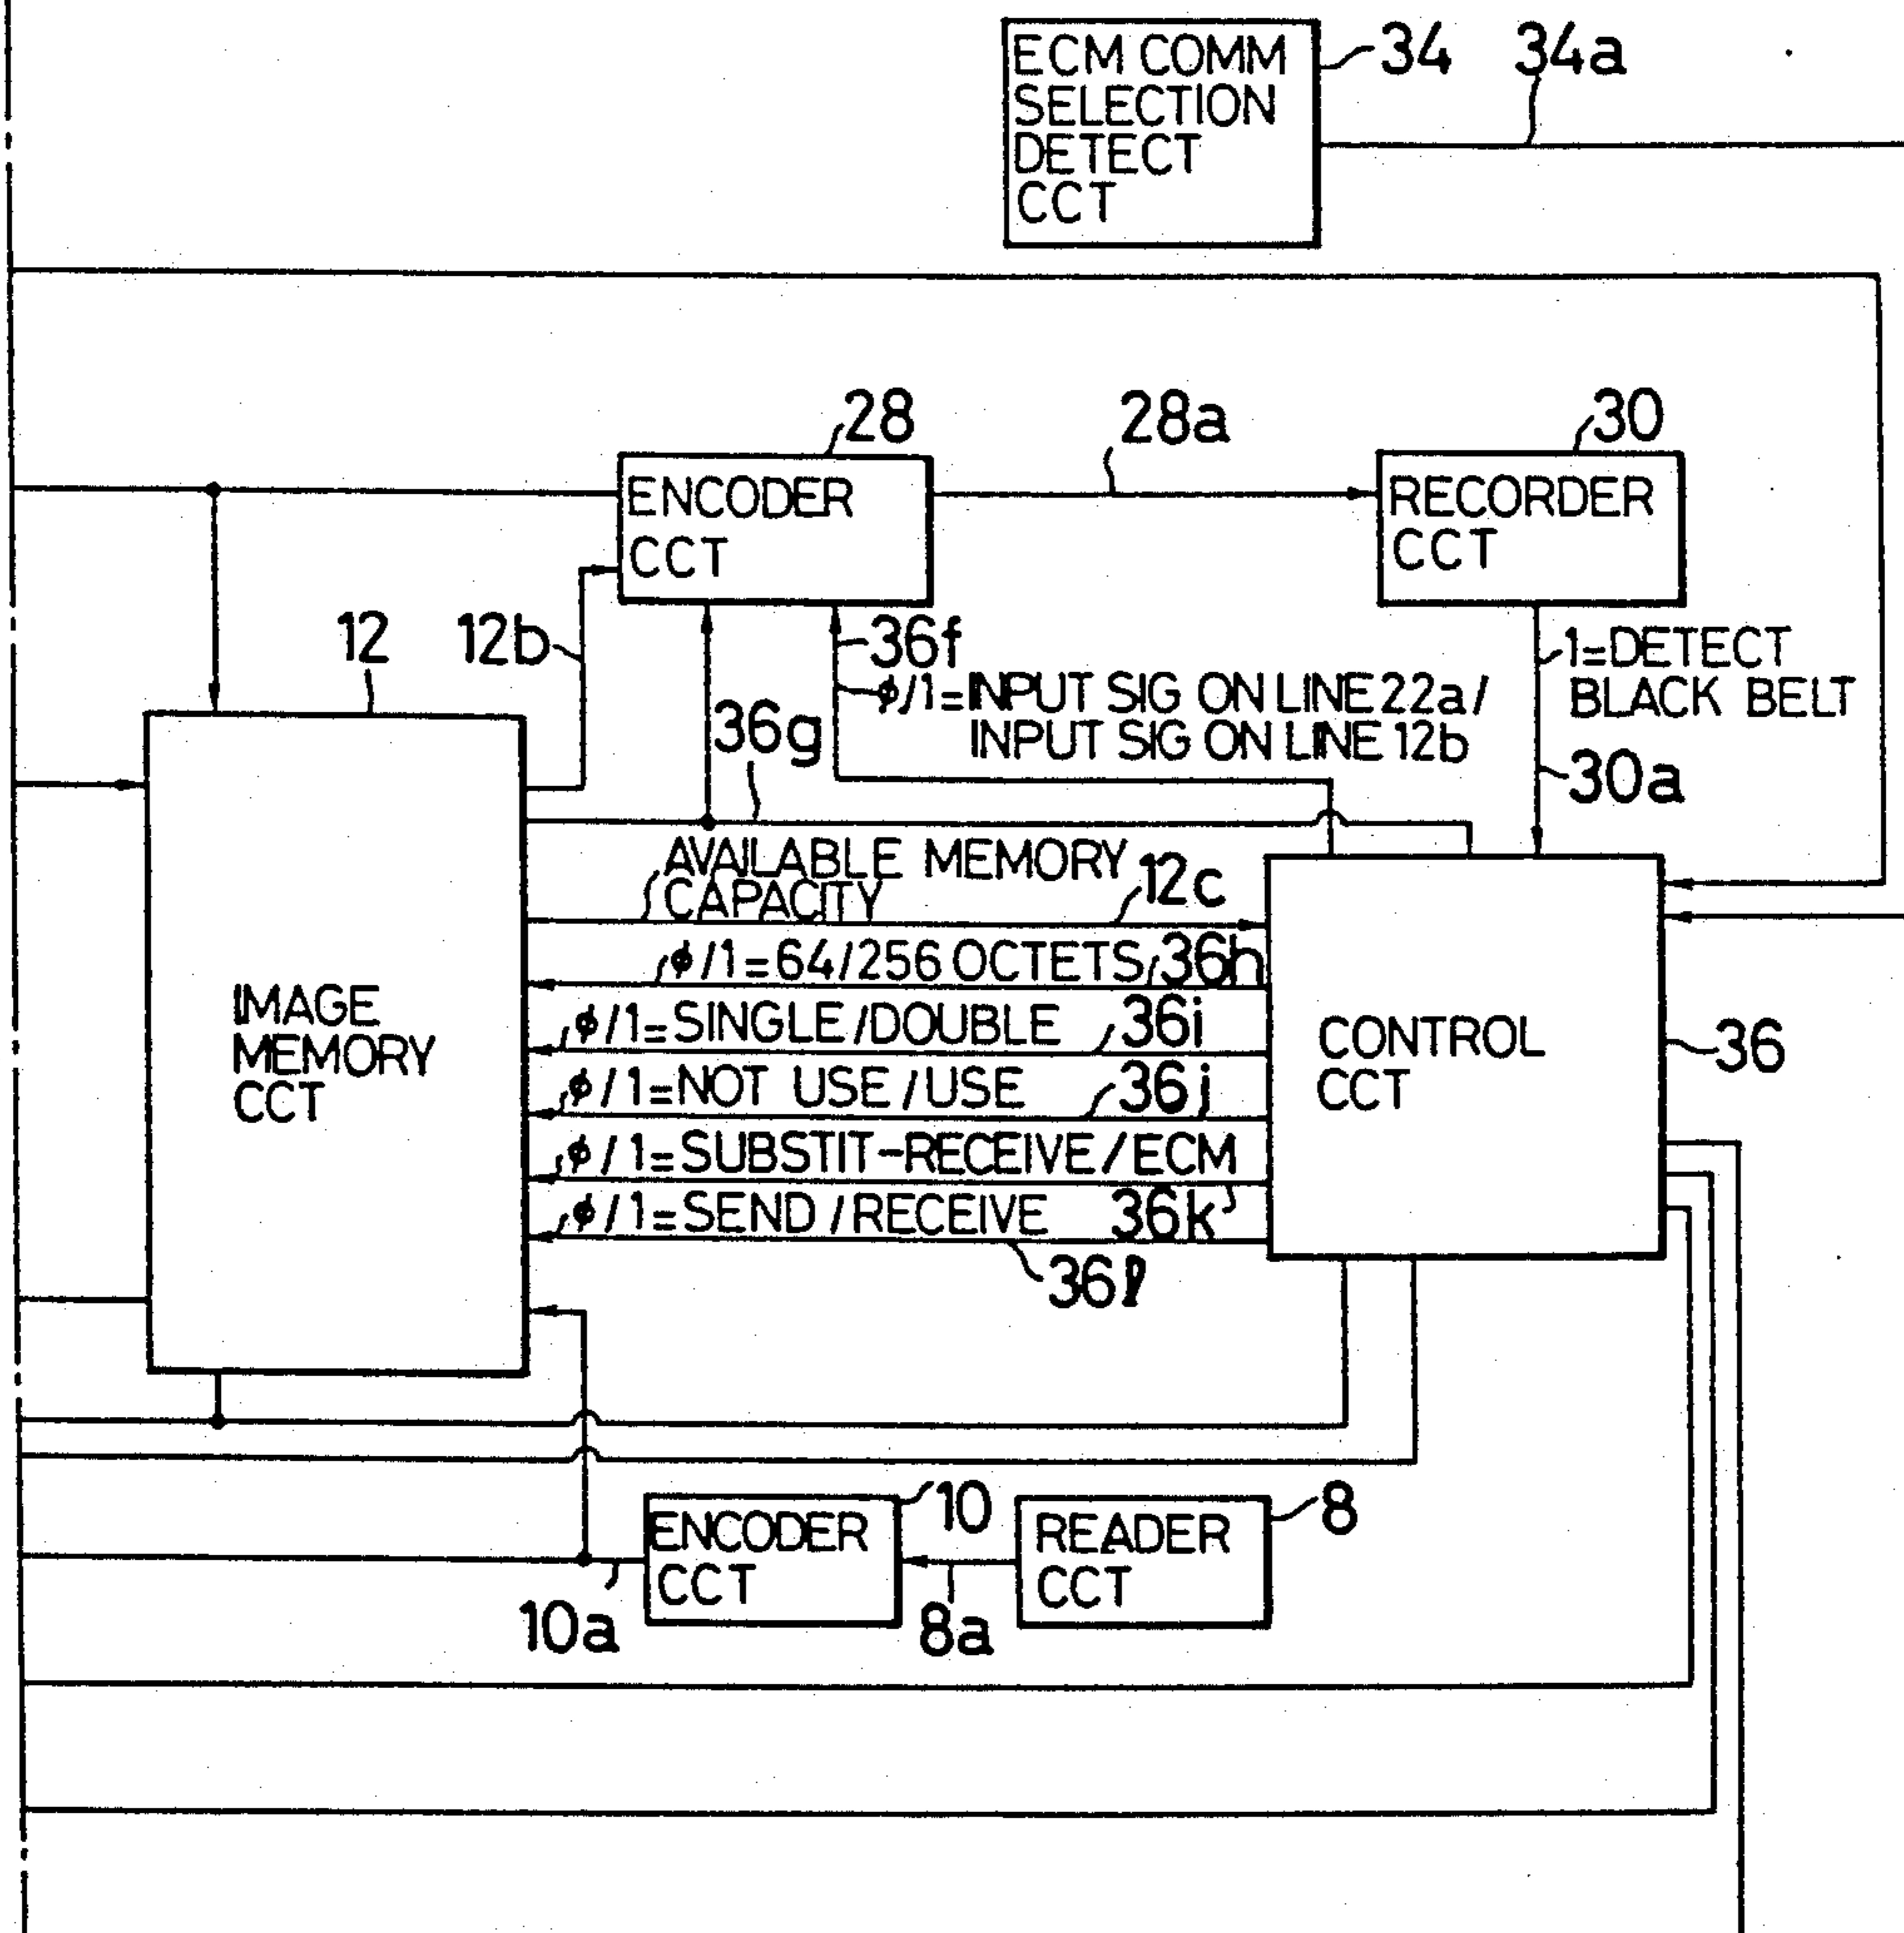 ECM COMM
SELECTION
DETECT
CCT
34
34a
28
28a
30
ENCODER
CCT
RECORDER
CCT
12
12b
36f
ϕ/1=INPUT SIG ON LINE 22a/
INPUT SIG ON LINE 12b
1=DETECT
BLACK BELT
36g
30a
AVAILABLE MEMORY
CAPACITY
12c
ϕ/1=64/256 OCTETS
36h
ϕ/1=SINGLE/DOUBLE
36i
ϕ/1=NOT USE/USE
36j
ϕ/1=SUBSTIT-RECEIVE/ECM
ϕ/1=SEND/RECEIVE
36k
36l
IMAGE
MEMORY
CCT
CONTROL
CCT
36
10
ENCODER
CCT
8
READER
CCT
10a
8a